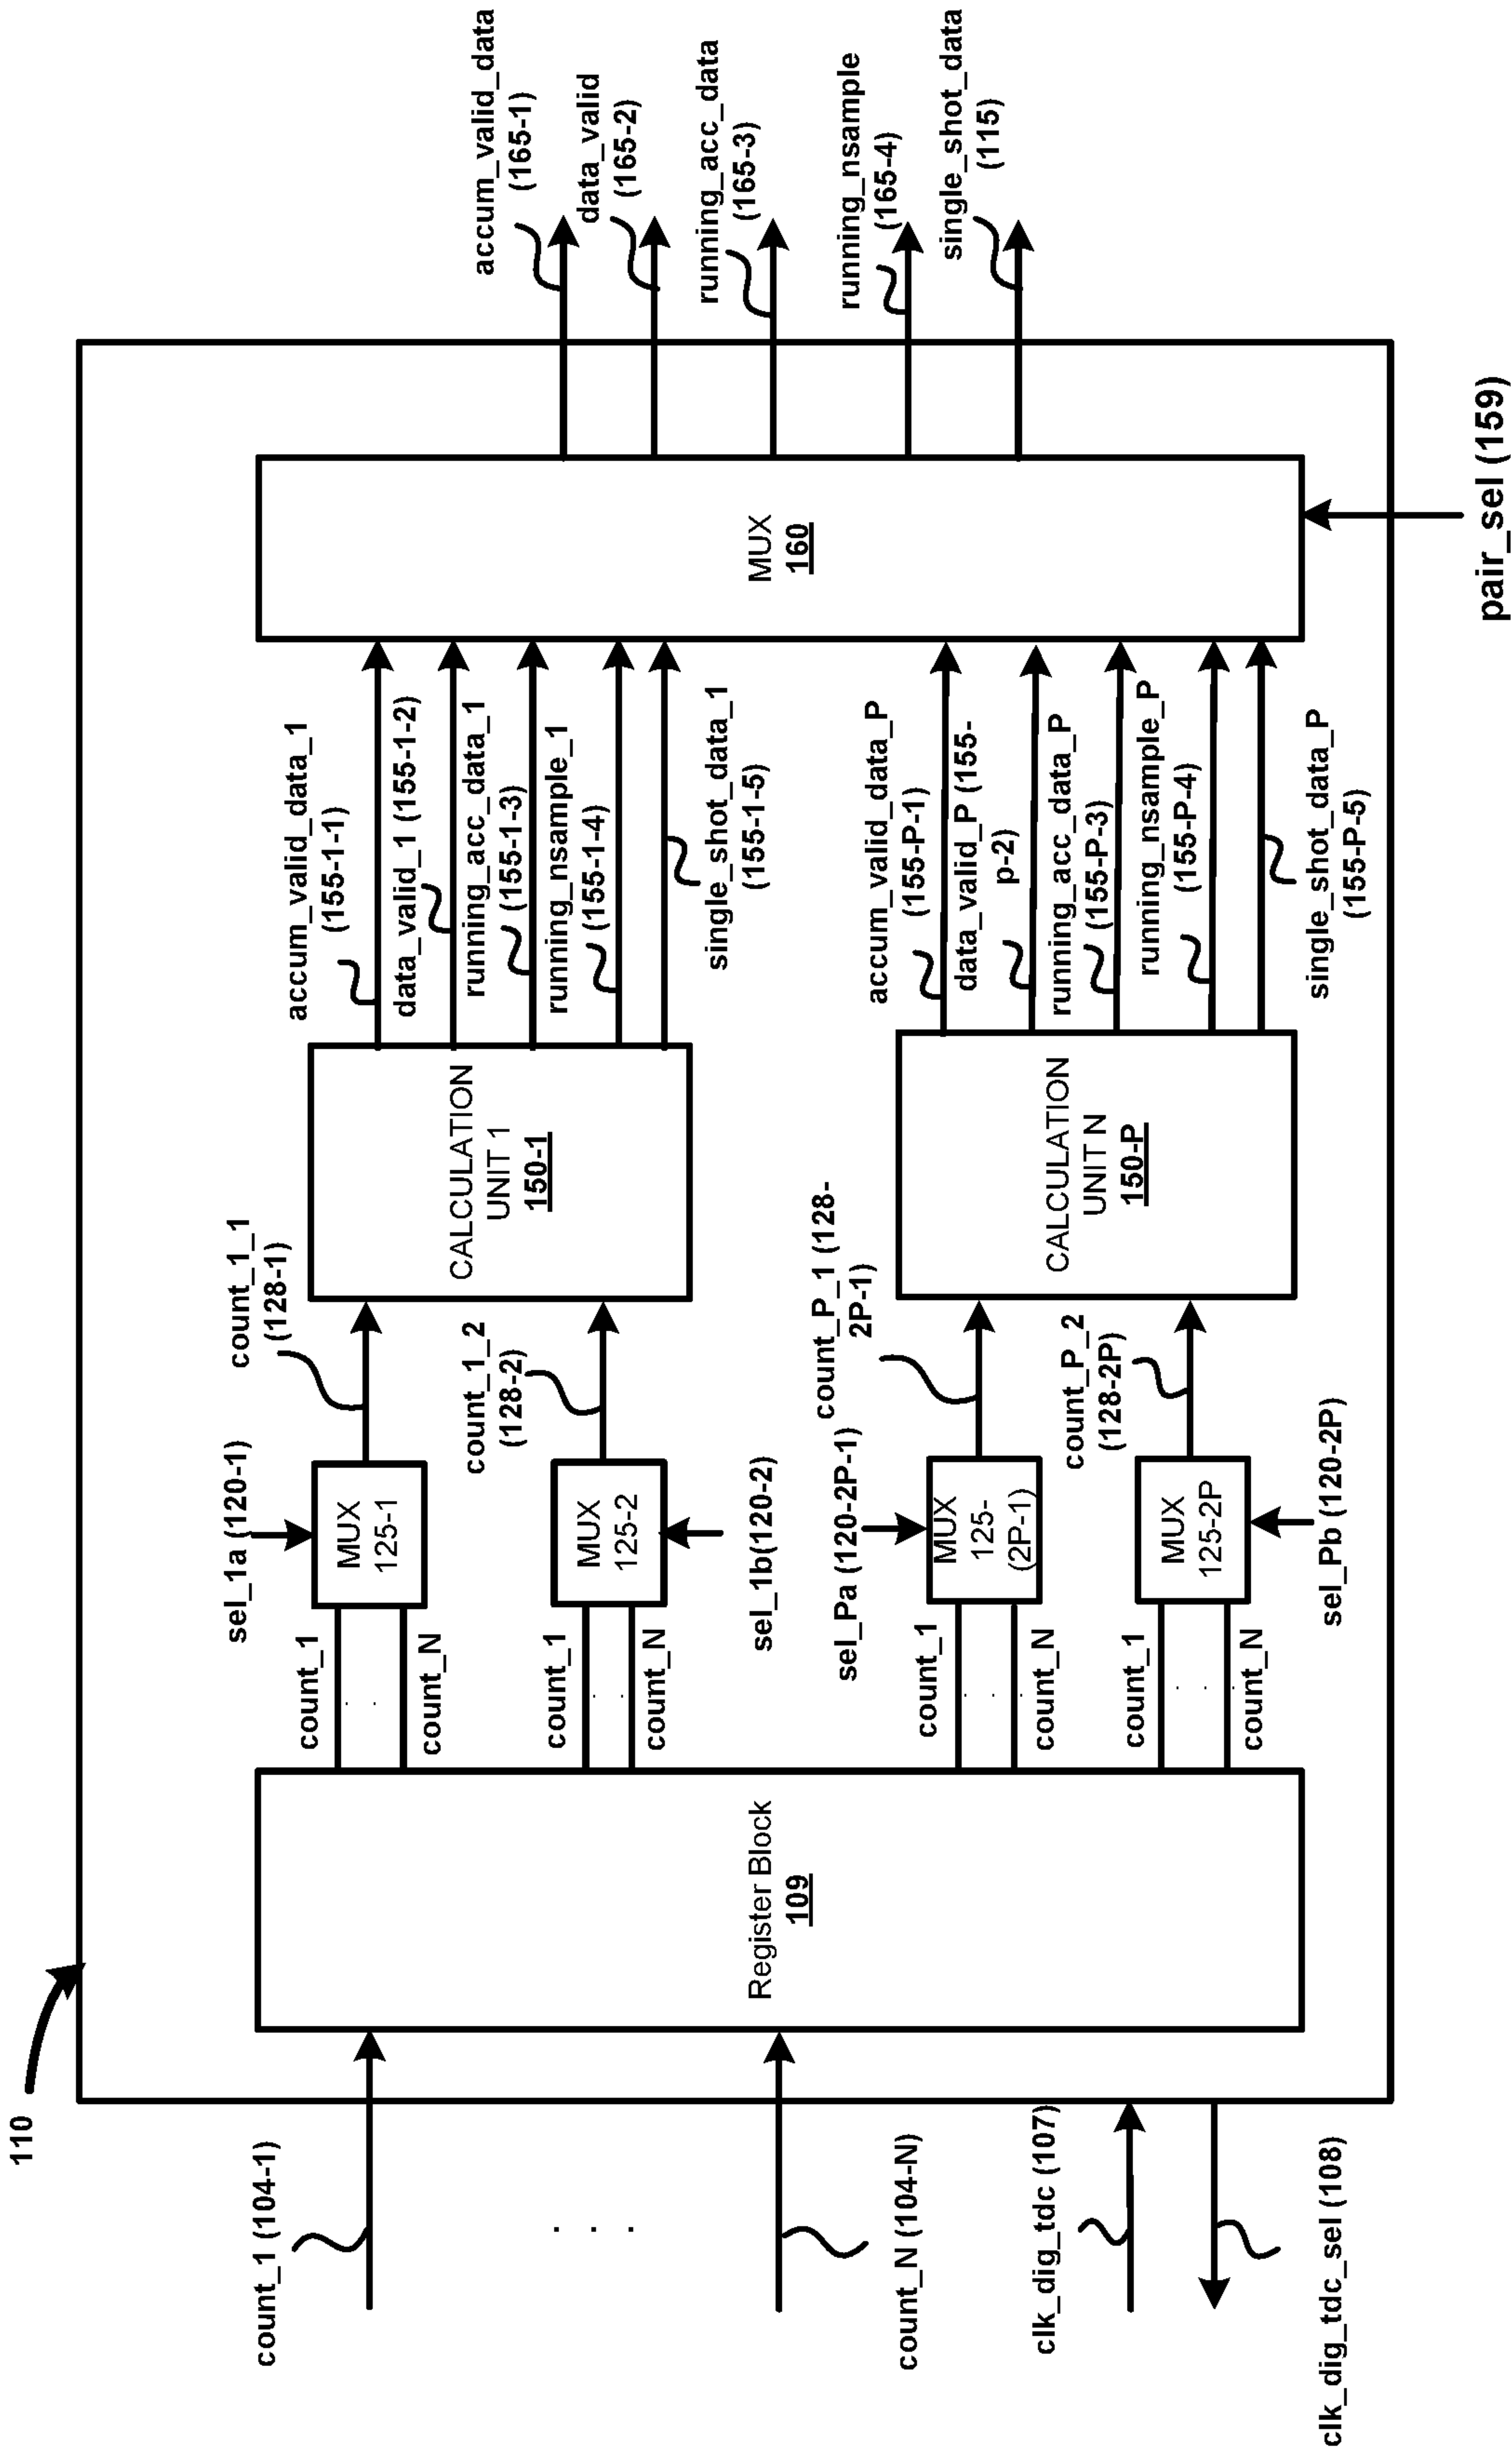 110
count_1 (104-1)
. . .
count_N (104-N)
clk_dig_tdc (107)
clk_dig_tdc_sel (108)
Register Block
109
count_1
. . .
count_N
count_1
. . .
count_N
count_1
. . .
count_N
count_1
. . .
count_N
sel_1a (120-1)
MUX
125-1
MUX
125-2
sel_1b(120-2)
sel_Pa (120-2P-1)
MUX
125-
(2P-1)
MUX
125-2P
sel_Pb (120-2P)
count_1_1
(128-1)
count_1_2
(128-2)
count_P_1 (128-
2P-1)
count_P_2
(128-2P)
CALCULATION
UNIT 1
150-1
CALCULATION
UNIT N
150-P
accum_valid_data_1
(155-1-1)
data_valid_1 (155-1-2)
running_acc_data_1
(155-1-3)
running_nsample_1
(155-1-4)
single_shot_data_1
(155-1-5)
accum_valid_data_P
(155-P-1)
data_valid_P (155-
p-2)
running_acc_data_P
(155-P-3)
running_nsample_P
(155-P-4)
single_shot_data_P
(155-P-5)
MUX
160
pair_sel (159)
accum_valid_data
(165-1)
data_valid
(165-2)
running_acc_data
(165-3)
running_nsample
(165-4)
single_shot_data
(115)